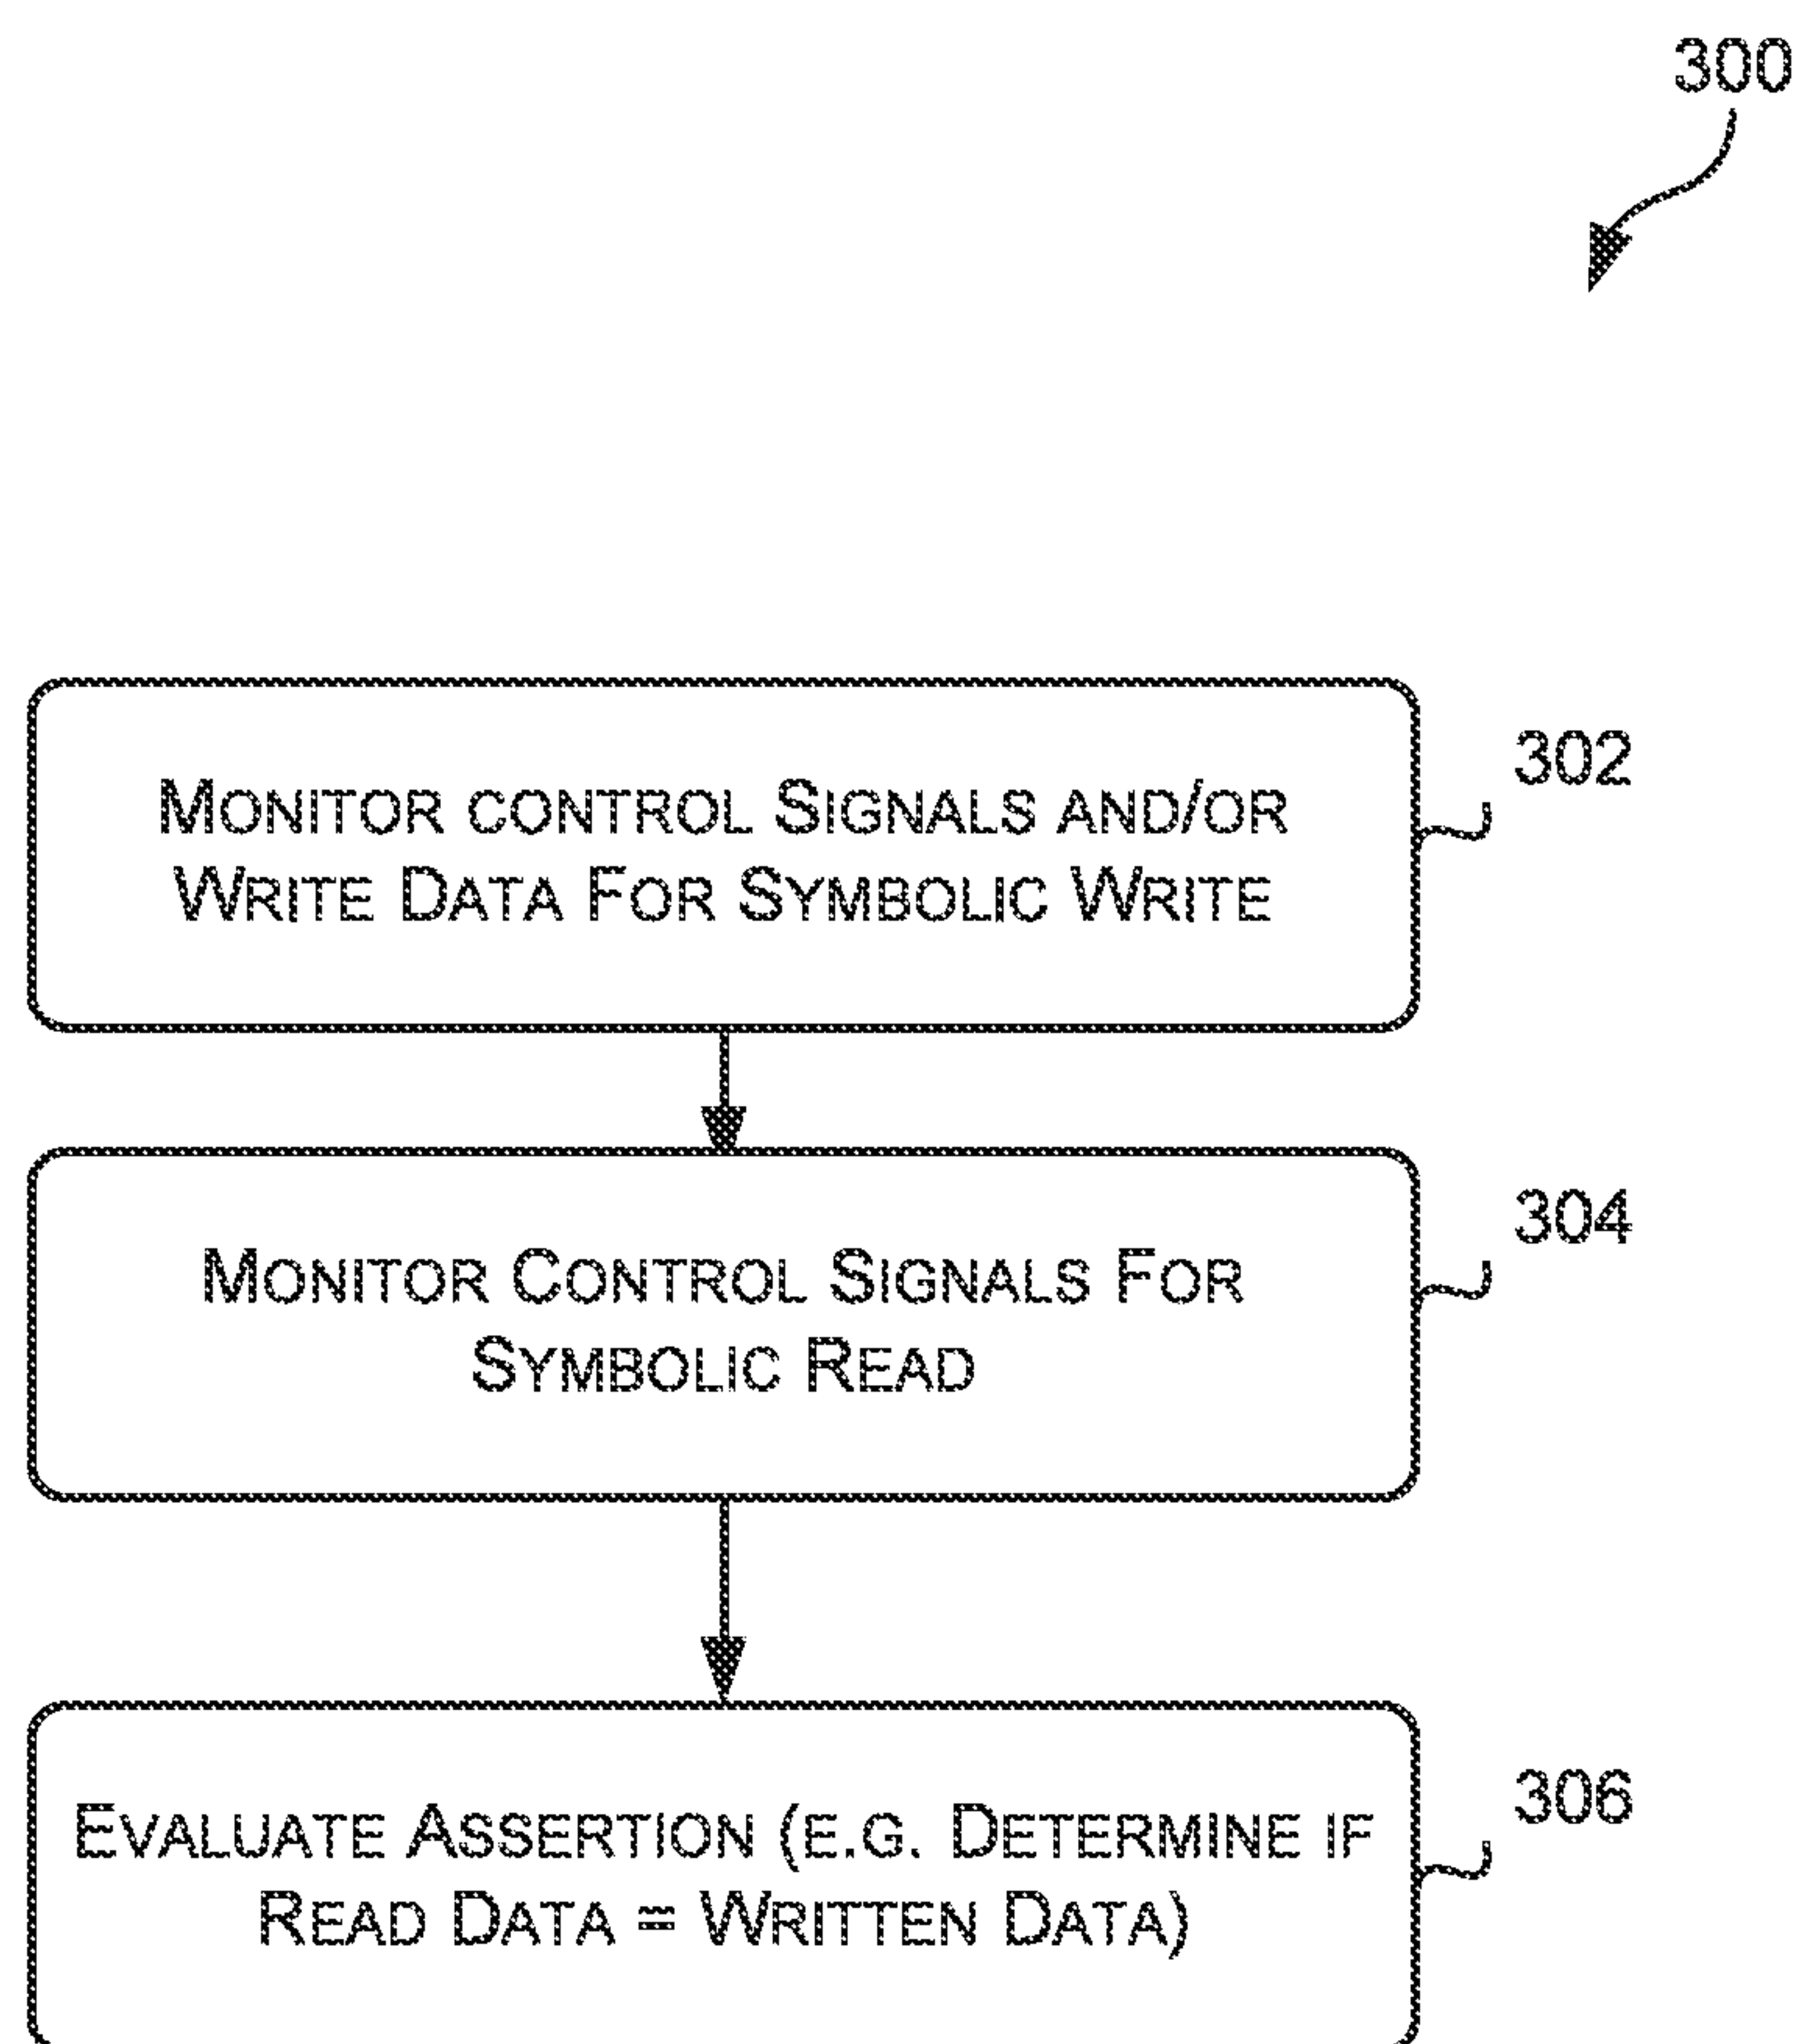 300
Monitor control Signals and/or
302
Write Data For Symbolic Write
Monitor Control Signals For
304
Symbolic Read
Evaluate Assertion (e.g. Determine if
306
Read Data = Written Data)